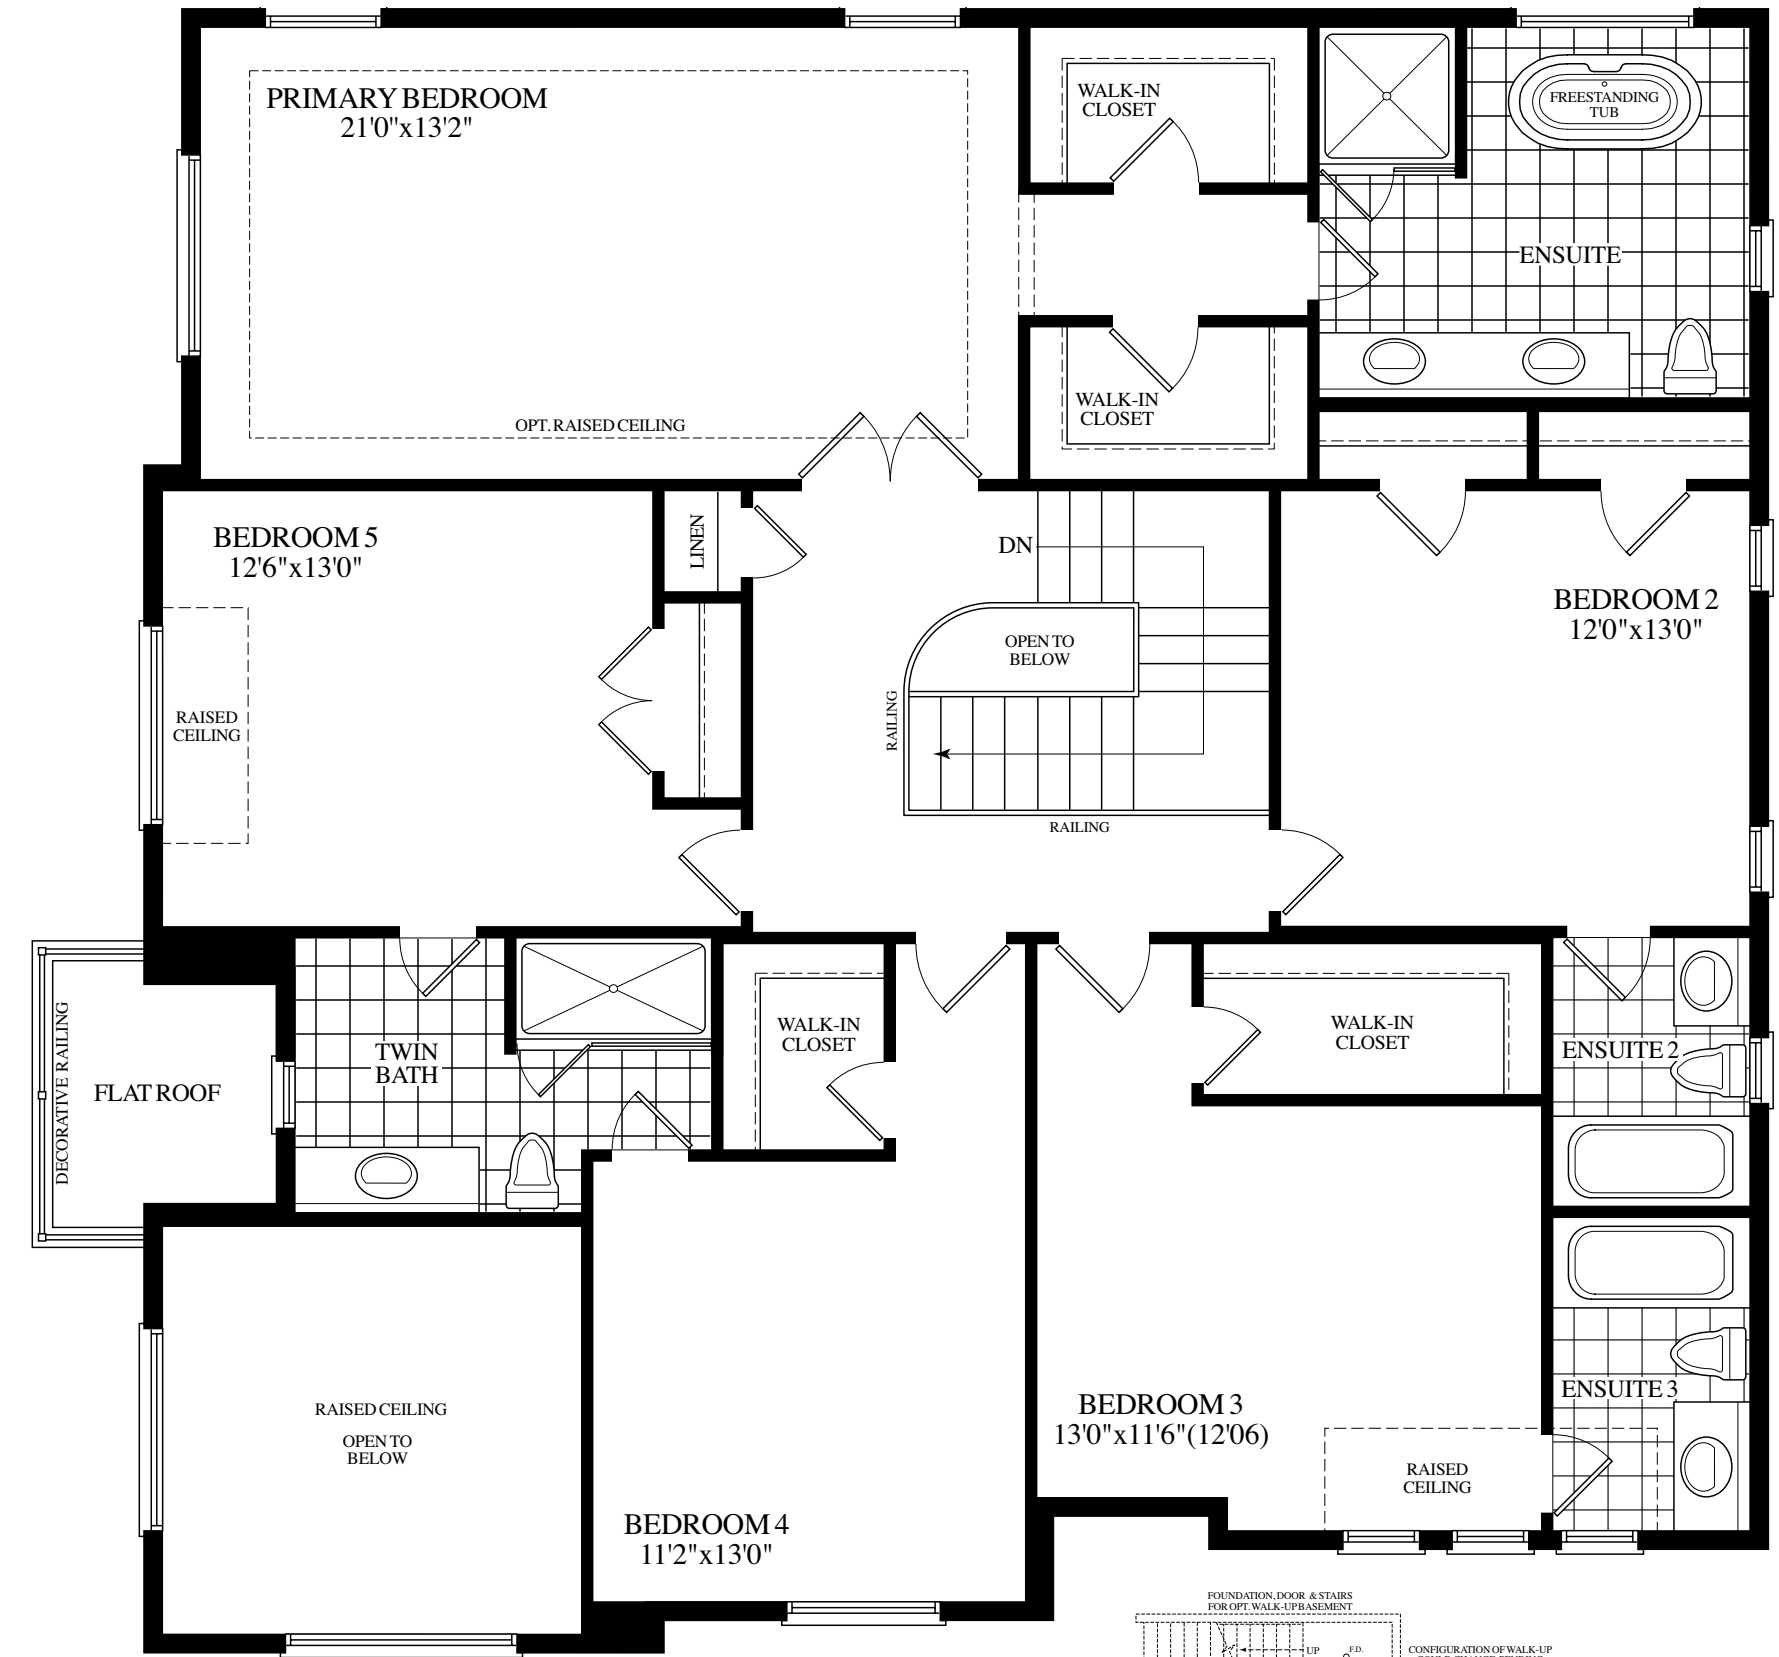 PRIMARY BEDROOM
21'0"x13'2"
OPT. RAISED CEILING
WALK-IN
CLOSET
WALK-IN
CLOSET
FREESTANDING
TUB
ENSUITE
BEDROOM 5
12'6"x13'0"
RAISED
CEILING
LINEN
DN
OPEN TO
BELOW
RAILING
RAILING
BEDROOM 2
12'0"x13'0"
DECORATIVE RAILING
FLAT ROOF
TWIN
BATH
WALK-IN
CLOSET
WALK-IN
CLOSET
ENSUITE 2
RAISED CEILING
OPEN TO
BELOW
BEDROOM 4
11'2"x13'0"
BEDROOM 3
13'0"x11'6"(12'06)
RAISED
CEILING
ENSUITE 3
FOUNDATION, DOOR & STAIRS
FOR OPT. WALK-UP BASEMENT
UP
F.D.
CONFIGURATION OF WALK-UP